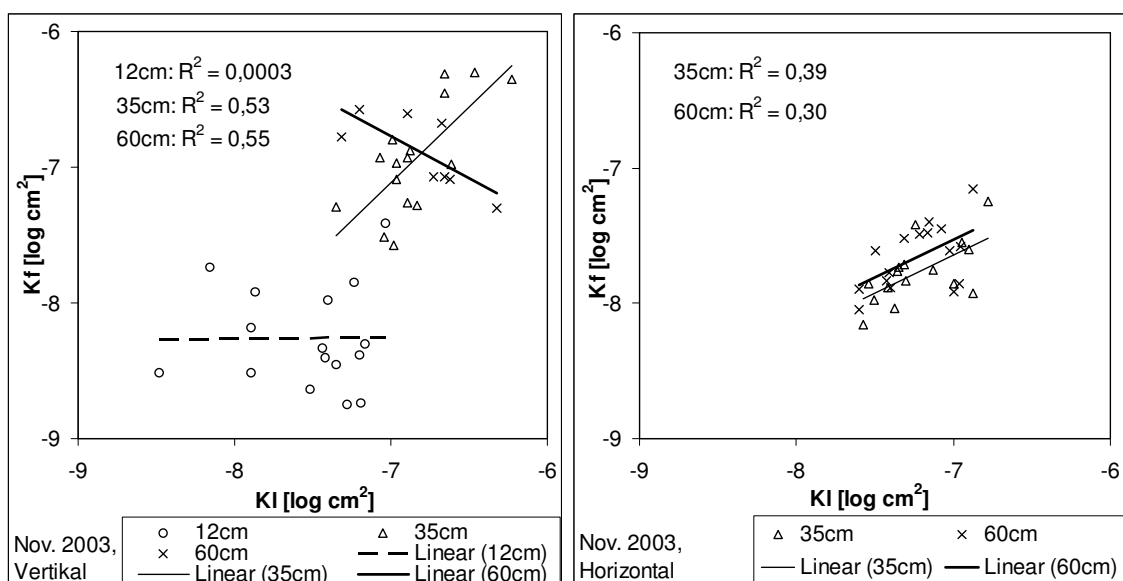 -6
12cm: R² = 0,0003
35cm: R² = 0,53
60cm: R² = 0,55
-7
Kf [log cm²]
-8
-9
-9 -8 -7 -6
Kl [log cm²]
Nov. 2003,
Vertikal
12cm 35cm
60cm Linear (12cm)
Linear (35cm) Linear (60cm)
-6
35cm: R² = 0,39
60cm: R² = 0,30
-7
Kf [log cm²]
-8
-9
-9 -8 -7 -6
Kl [log cm²]
Nov. 2003,
Horizontal
35cm 60cm
Linear (35cm) Linear (60cm)